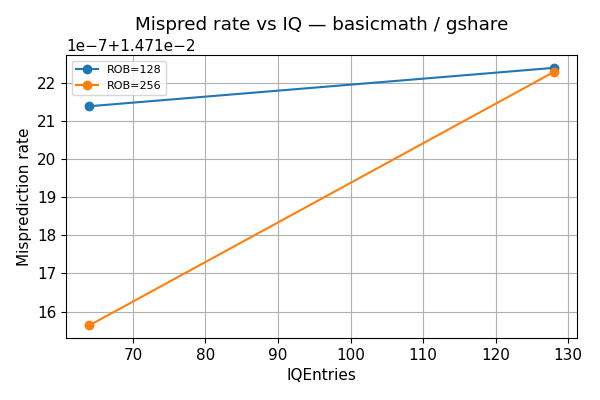 Mispred rate vs IQ — basicmath / gshare
1e−7+1.471e−2
ROB=128
ROB=256
22
21
20
19
18
17
16
Misprediction rate
70 80 90 100 110 120 130
IQEntries